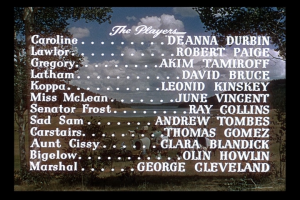 The Players
Caroline . . . . . . . . . . DEANNA DURBIN
Lawlor . . . . . . . . . . . ROBERT PAIGE
Gregory . . . . . . . . . . AKIM TAMIROFF
Latham . . . . . . . . . . . DAVID BRUCE
Koppa . . . . . . . . . . LEONID KINSKEY
Miss McLean . . . . . . . . JUNE VINCENT
Senator Frost . . . . . . . . RAY COLLINS
Sad Sam . . . . . . . . . ANDREW TOMBES
Carstairs . . . . . . . . . THOMAS GOMEZ
Aunt Cissy . . . . . . . CLARA BLANDICK
Bigelow . . . . . . . . . . . OLIN HOWLIN
Marshal . . . . . . . GEORGE CLEVELAND